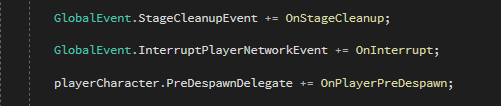 GlobalEvent.StageCleanupEvent += OnStageCleanup;
GlobalEvent.InterruptPlayerNetworkEvent += OnInterrupt;
playerCharacter.PreDespawnDelegate += OnPlayerPreDespawn;